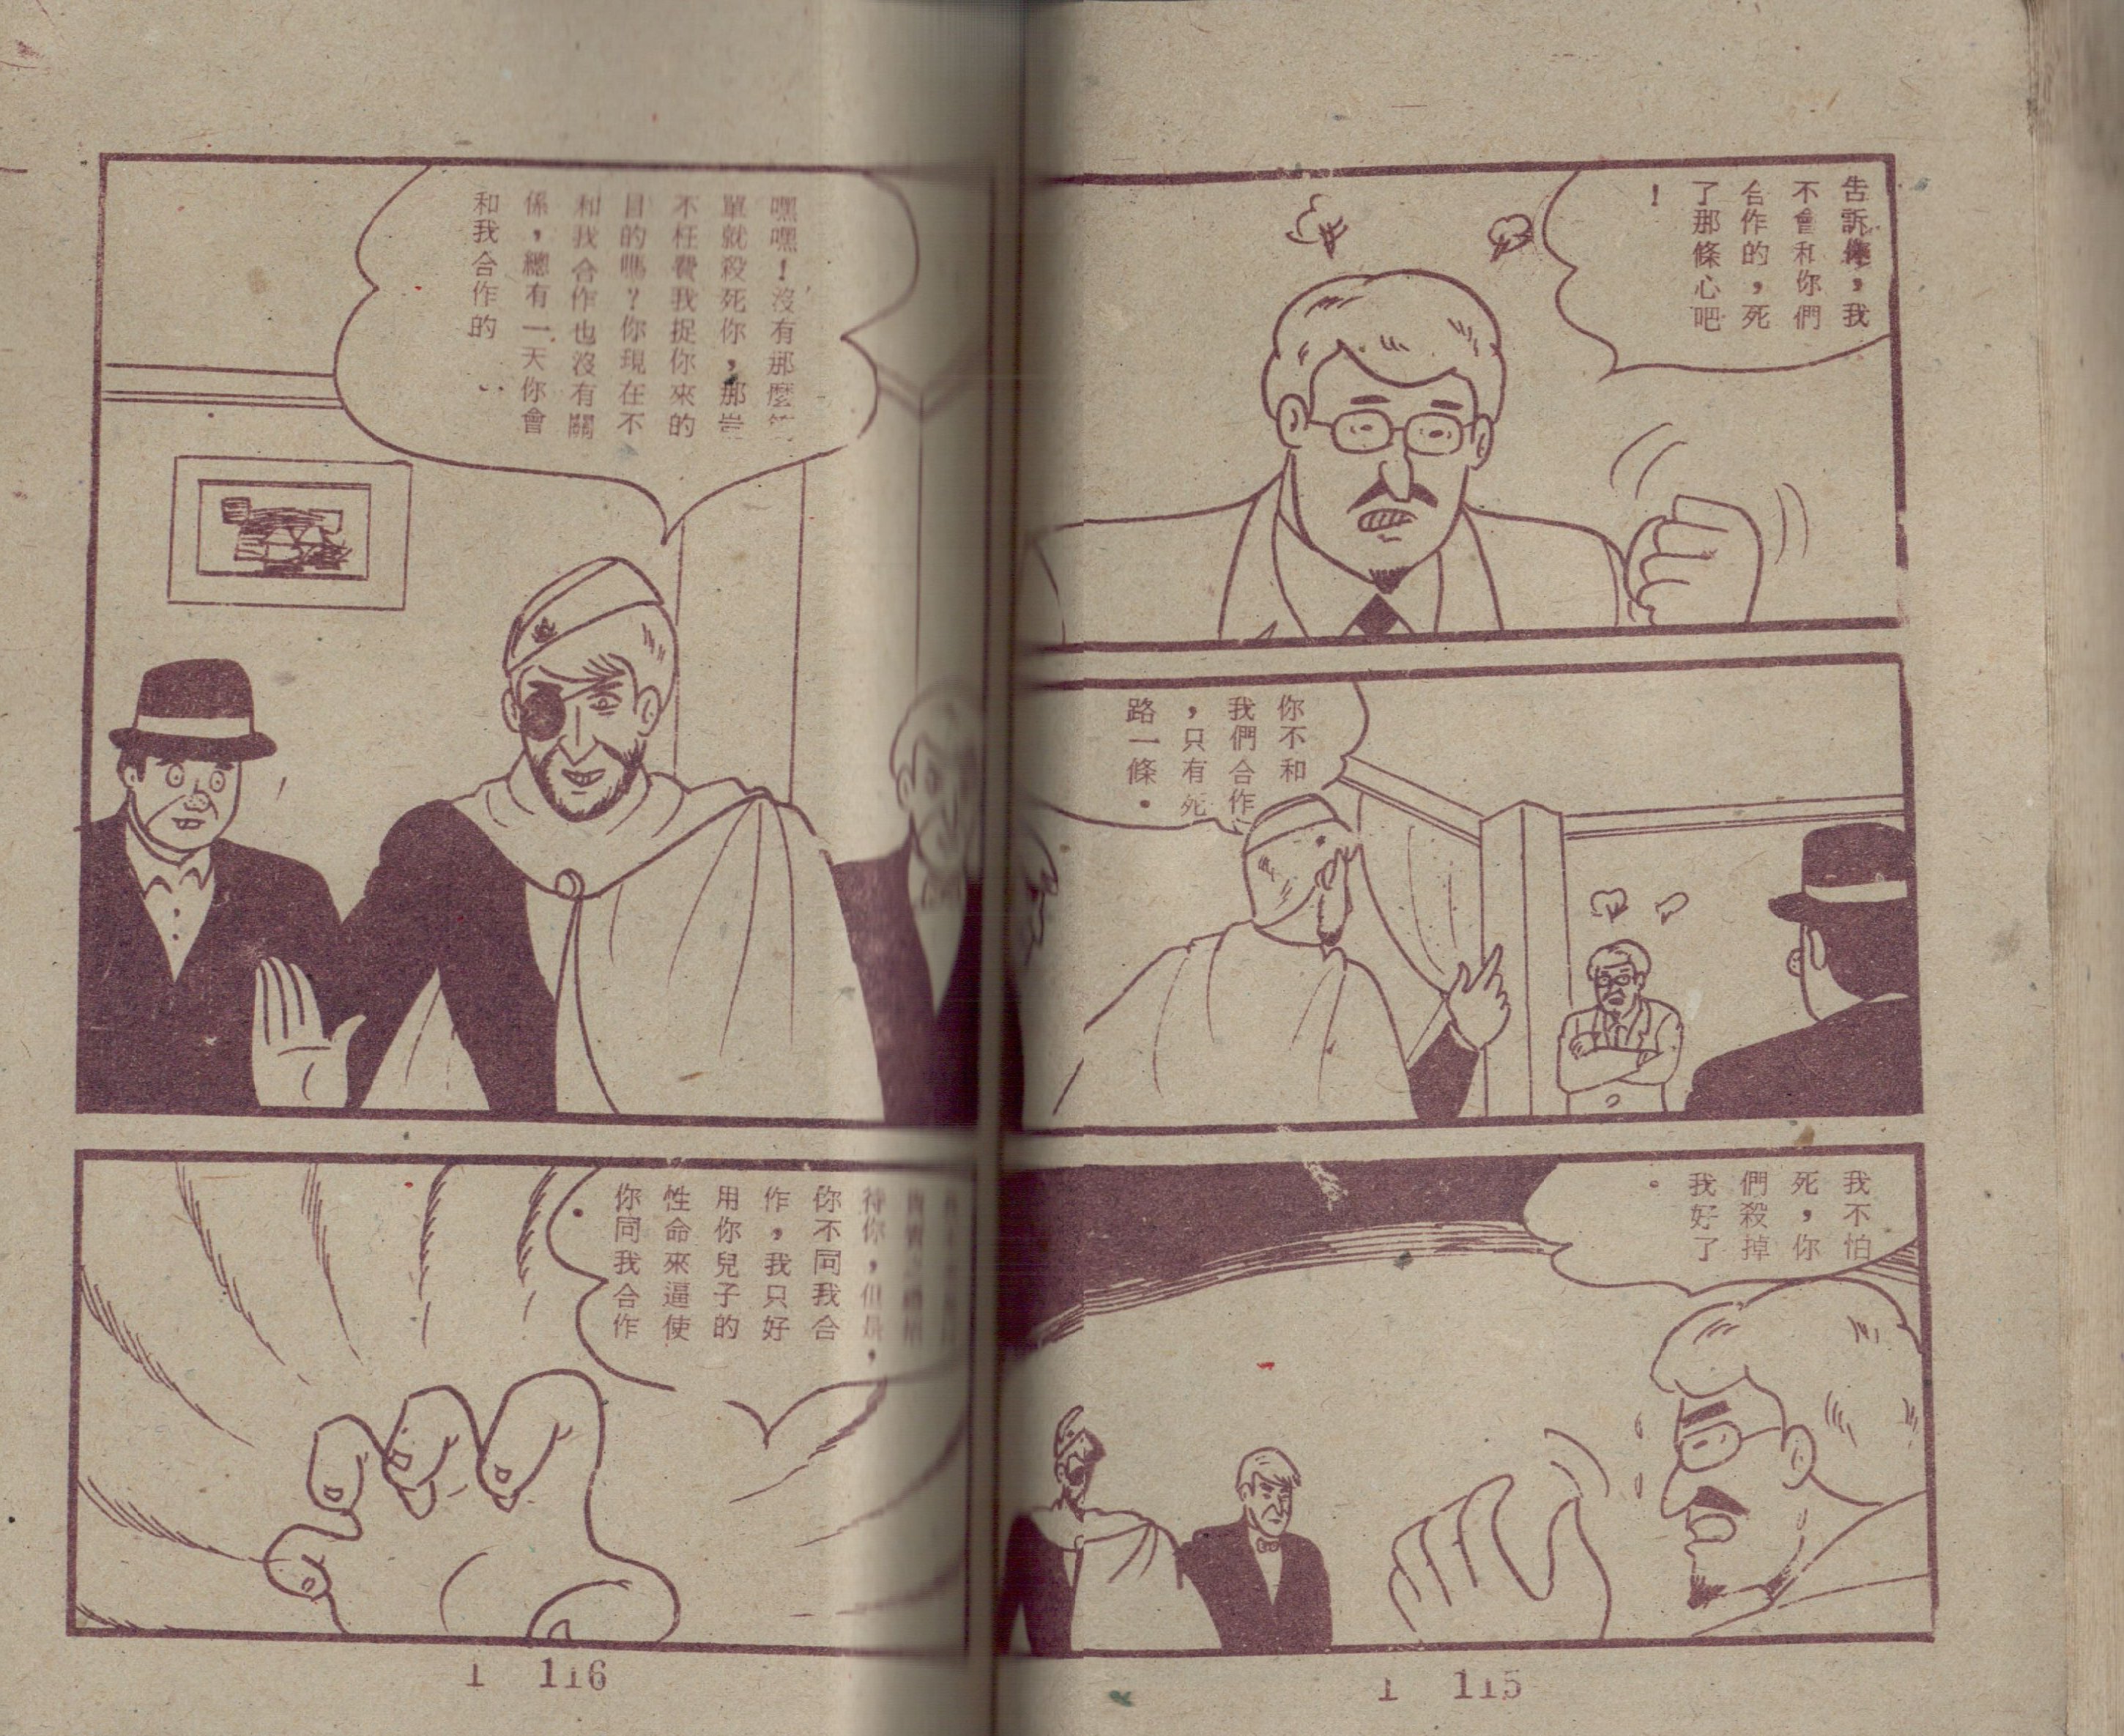 告訴你，我
不會和你們
合作的，死
了那條心吧
！
你不和
我們合作
，只有死
路一條。
我不怕
死，你
們殺掉
我好了
。
1 115
嘿嘿！沒有那麼簡
單就殺死你，那豈
不枉費我捉你來的
目的嗎？你現在不
和我合作也沒有關
係，總有一天你會
和我合作的
待你，但是，
你不同我合
作，我只好
用你兒子的
性命來逼使
你同我合作
。
1 116